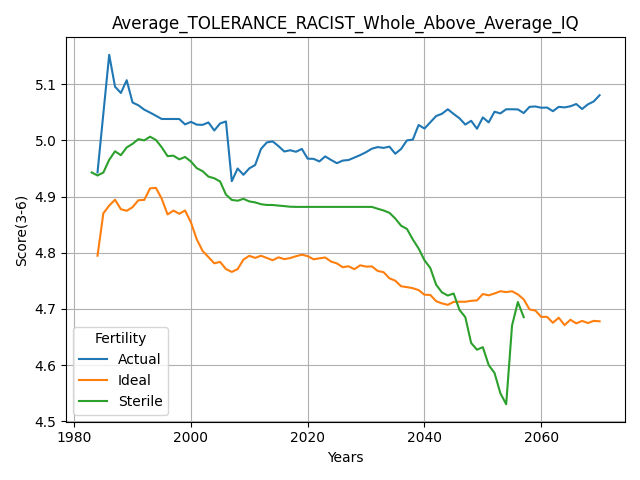 Average_TOLERANCE_RACIST_Whole_Above_Average_IQ
Score(3-6)
5.1
5.0
4.9
4.8
4.7
4.6
4.5
Fertility
Actual
Ideal
Sterile
1980 2000 2020 2040 2060
Years